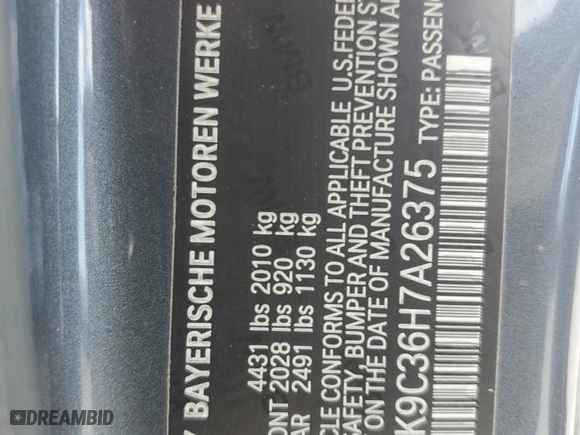 Y BAYERISCHE MOTOREN WERKE
4431 lbs 2010 kg
ONT 2028 lbs 920 kg
AR 2491 lbs 1130 kg
CLE CONFORMS TO ALL APPLICABLE U.S.FEDE
SAFETY, BUMPER AND THEFT PREVENTION S
ON THE DATE OF MANUFACTURE SHOWN A
K9C36H7A26375 TYPE: PASSEN
DREAMBID